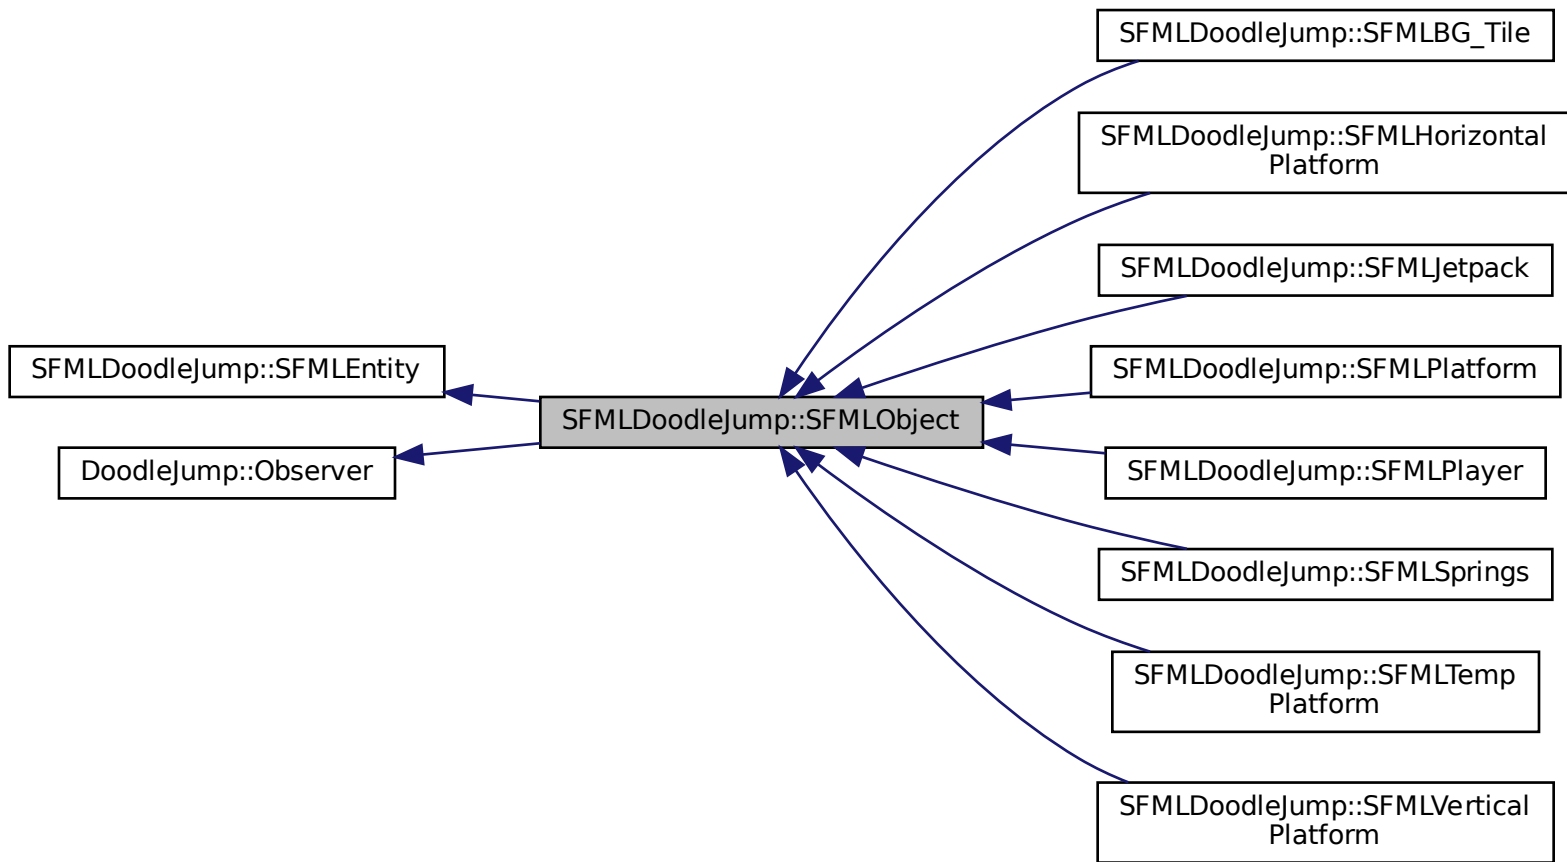 SFMLDoodleJump::SFMLBG_Tile
SFMLDoodleJump::SFMLHorizontal
Platform
SFMLDoodleJump::SFMLJetpack
SFMLDoodleJump::SFMLEntity
SFMLDoodleJump::SFMLPlatform
SFMLDoodleJump::SFMLObject
DoodleJump::Observer
SFMLDoodleJump::SFMLPlayer
SFMLDoodleJump::SFMLSprings
SFMLDoodleJump::SFMLTemp
Platform
SFMLDoodleJump::SFMLVertical
Platform